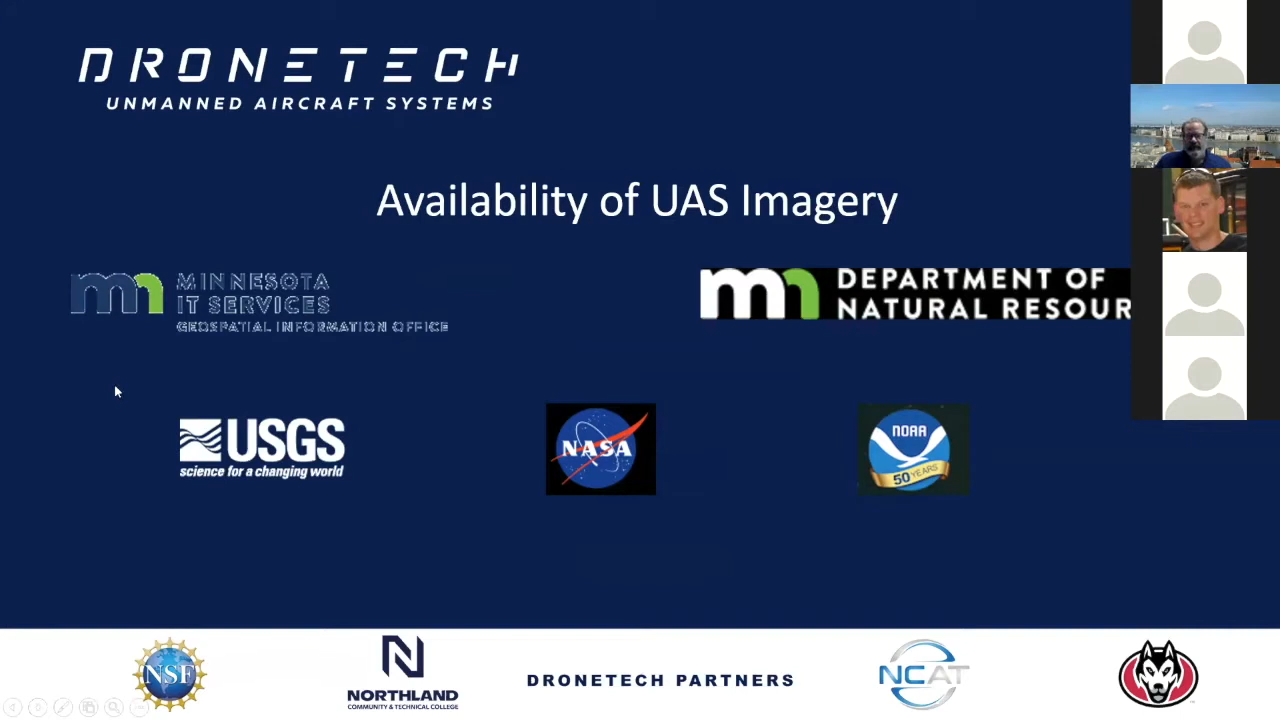 DRONETECH
UNMANNED AIRCRAFT SYSTEMS
Availability of UAS Imagery
MINNESOTA
IT SERVICES
GEOSPATIAL INFORMATION OFFICE
DEPARTMENT OF
NATURAL RESOUR
USGS
science for a changing world
NASA
NOAA
50 YEARS
NSF
NORTHLAND
COMMUNITY & TECHNICAL COLLEGE
DRONETECH PARTNERS
NCAT